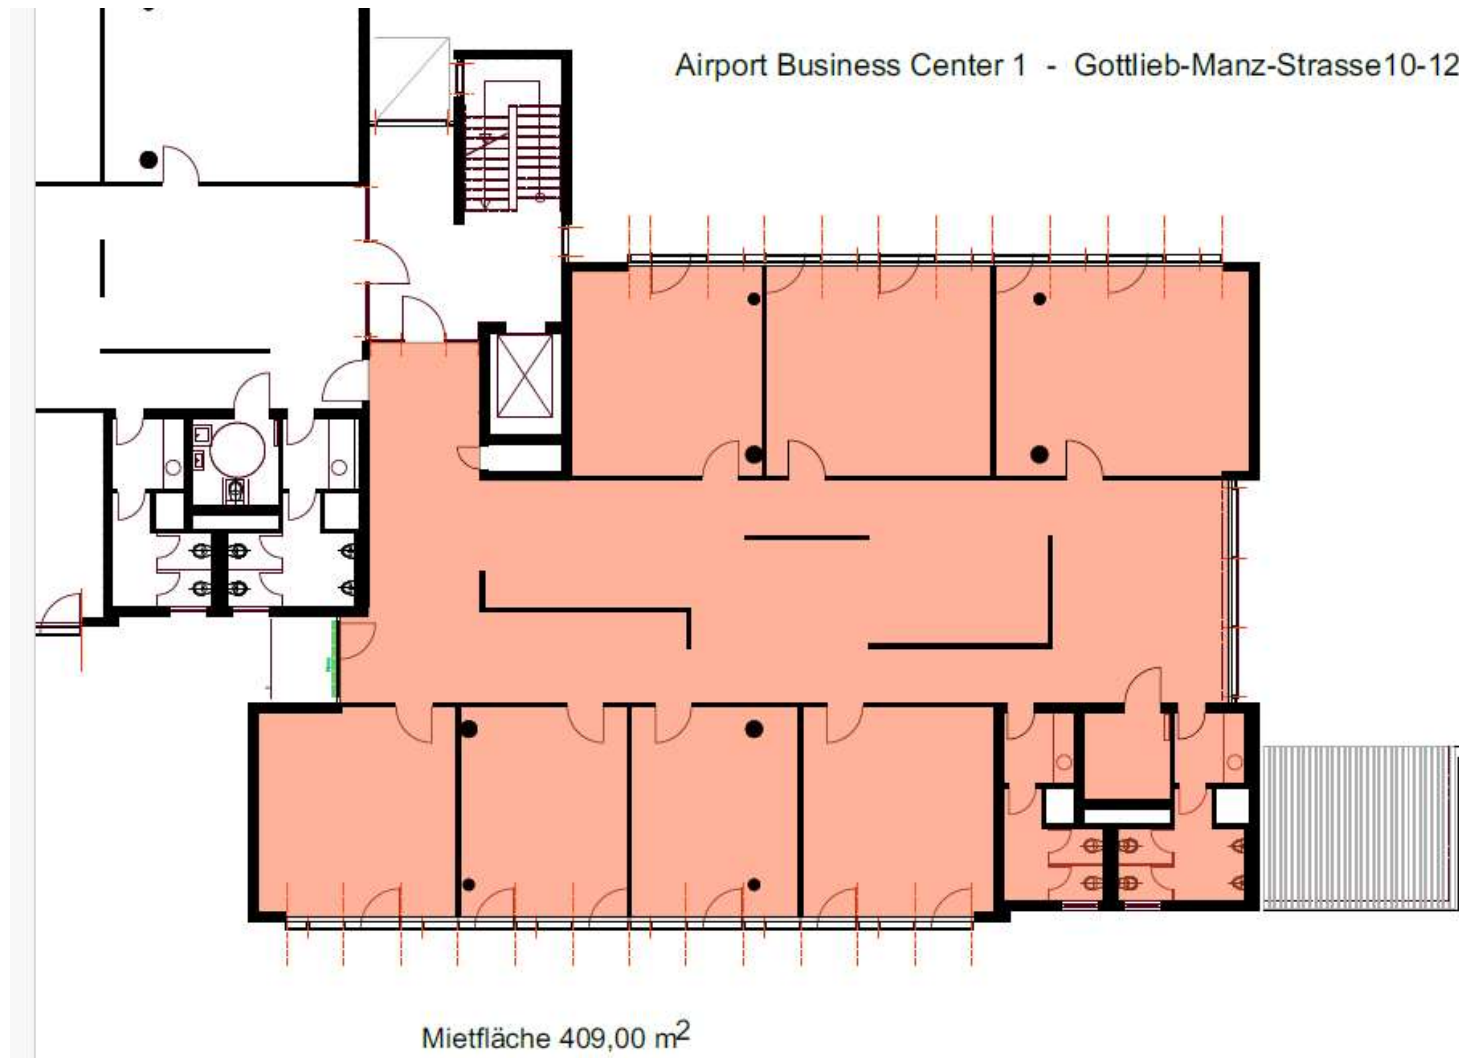 Airport Business Center 1 - Gottlieb-Manz-Strasse10-12
Mietfläche 409,00 m²